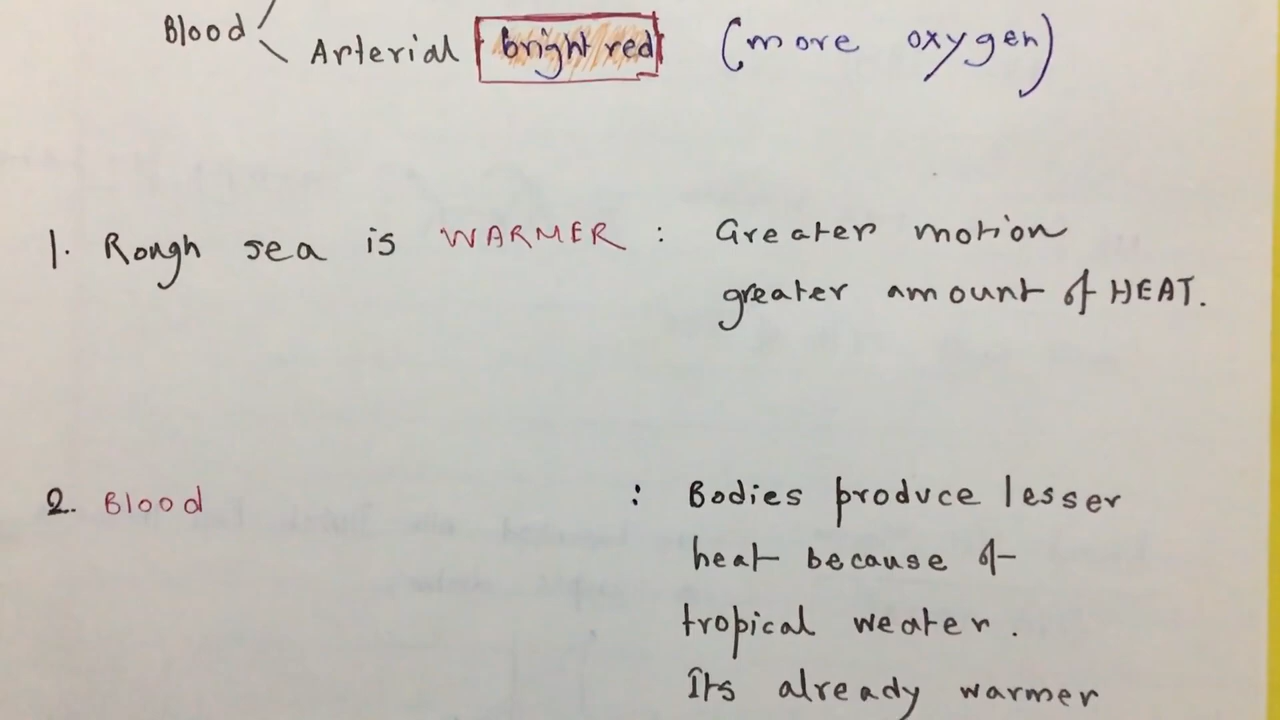 Blood
Arterial bright red (more oxygen)
1. Rough sea is WARMER : Greater motion
greater amount of HEAT.
2. Blood : Bodies produce lesser
heat because of
tropical weater.
Its already warmer